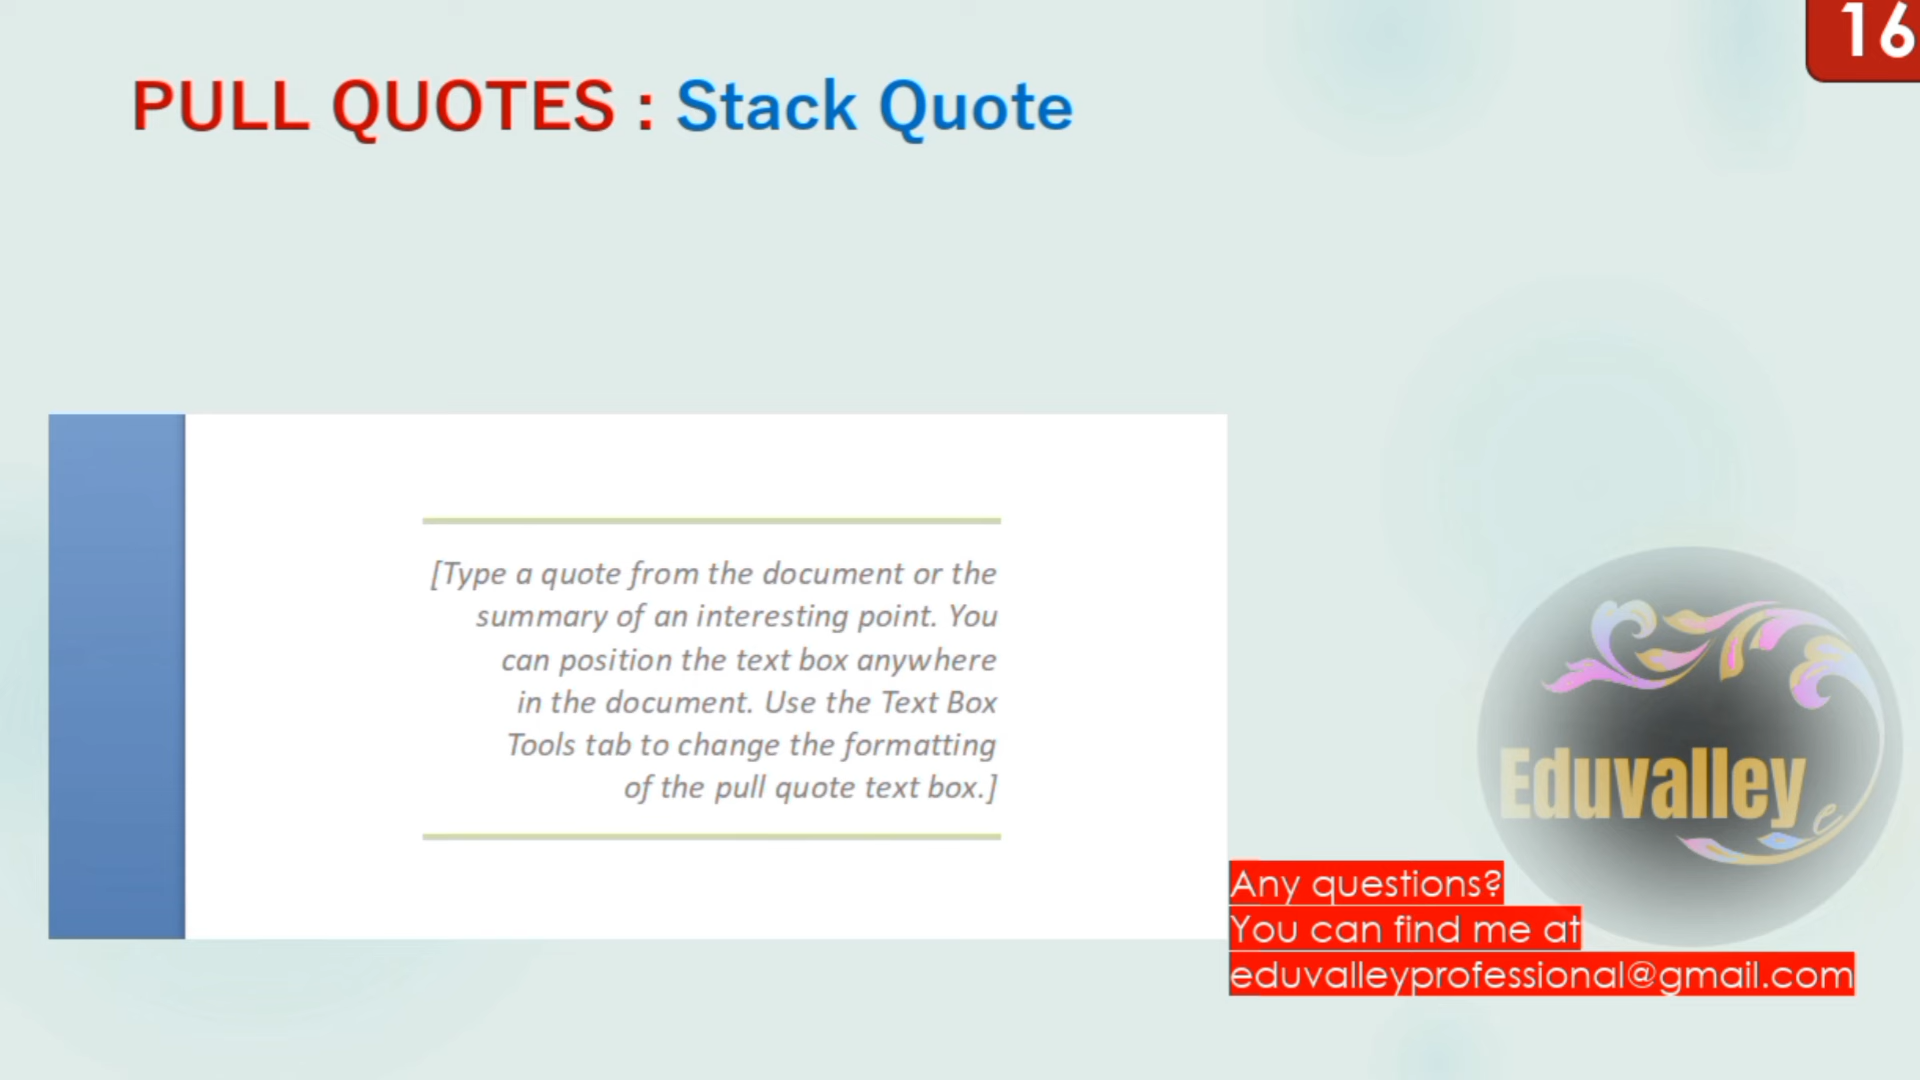 16
PULL QUOTES : Stack Quote
[Type a quote from the document or the
summary of an interesting point. You
can position the text box anywhere
in the document. Use the Text Box
Tools tab to change the formatting
of the pull quote text box.]
Eduvalley
e
Any questions?
You can find me at
eduvalleyprofessional@gmail.com